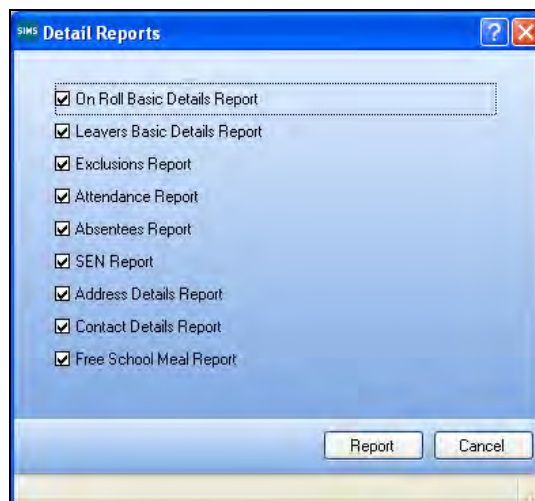 SIMS Detail Reports ?
On Roll Basic Details Report
Leavers Basic Details Report
Exclusions Report
Attendance Report
Absentees Report
SEN Report
Address Details Report
Contact Details Report
Free School Meal Report
Report Cancel